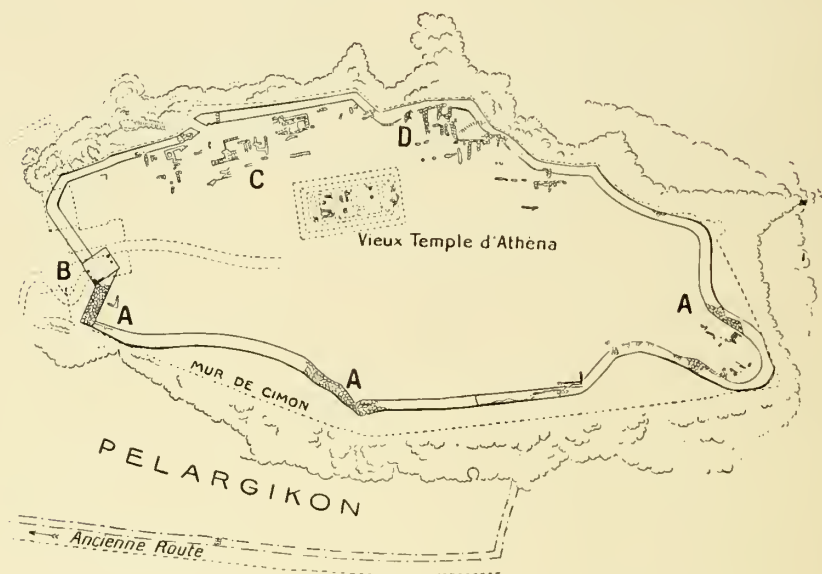 D
C
Vieux Temple d'Athèna
B
A
A
A
MUR DE CIMON
PELARGIKON
Ancienne Route